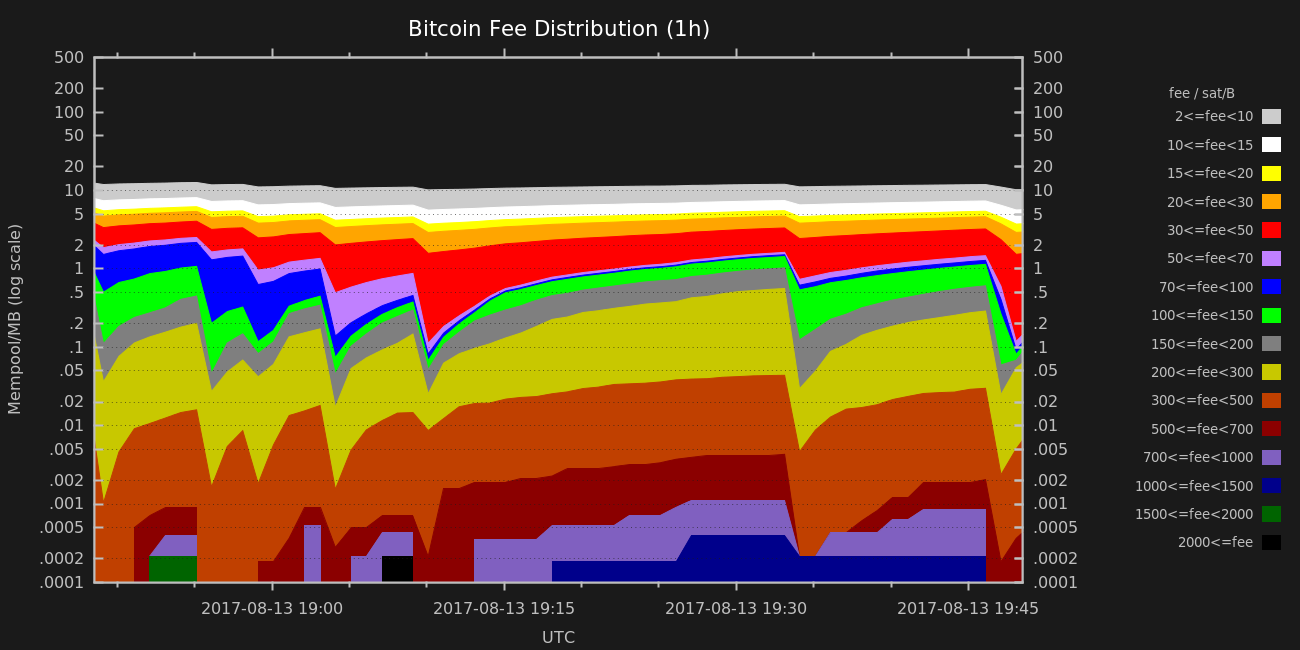 Bitcoin Fee Distribution (1h)
500 500
200 200
100 100
50 50
20 20
10 10
5 5
2 2
1 1
.5 .5
.2 .2
.1 .1
.05 .05
.02 .02
.01 .01
.005 .005
.002 .002
.001 .001
.0005 .0005
.0002 .0002
.0001 .0001
Mempool/MB (log scale)
2017-08-13 19:00 2017-08-13 19:15 2017-08-13 19:30 2017-08-13 19:45
UTC
fee / sat/B
2<=fee<10
10<=fee<15
15<=fee<20
20<=fee<30
30<=fee<50
50<=fee<70
70<=fee<100
100<=fee<150
150<=fee<200
200<=fee<300
300<=fee<500
500<=fee<700
700<=fee<1000
1000<=fee<1500
1500<=fee<2000
2000<=fee